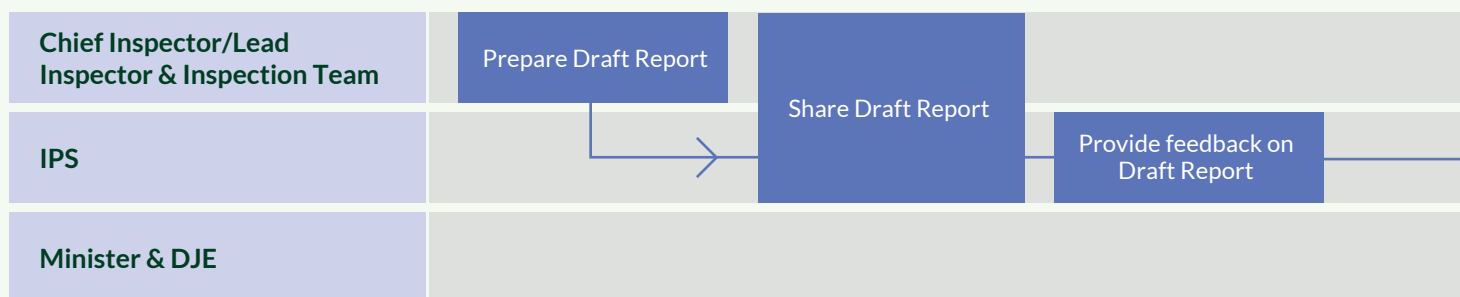 Chief Inspector/Lead
Inspector & Inspection Team
Prepare Draft Report
Share Draft Report
IPS
Provide feedback on
Draft Report
Minister & DJE